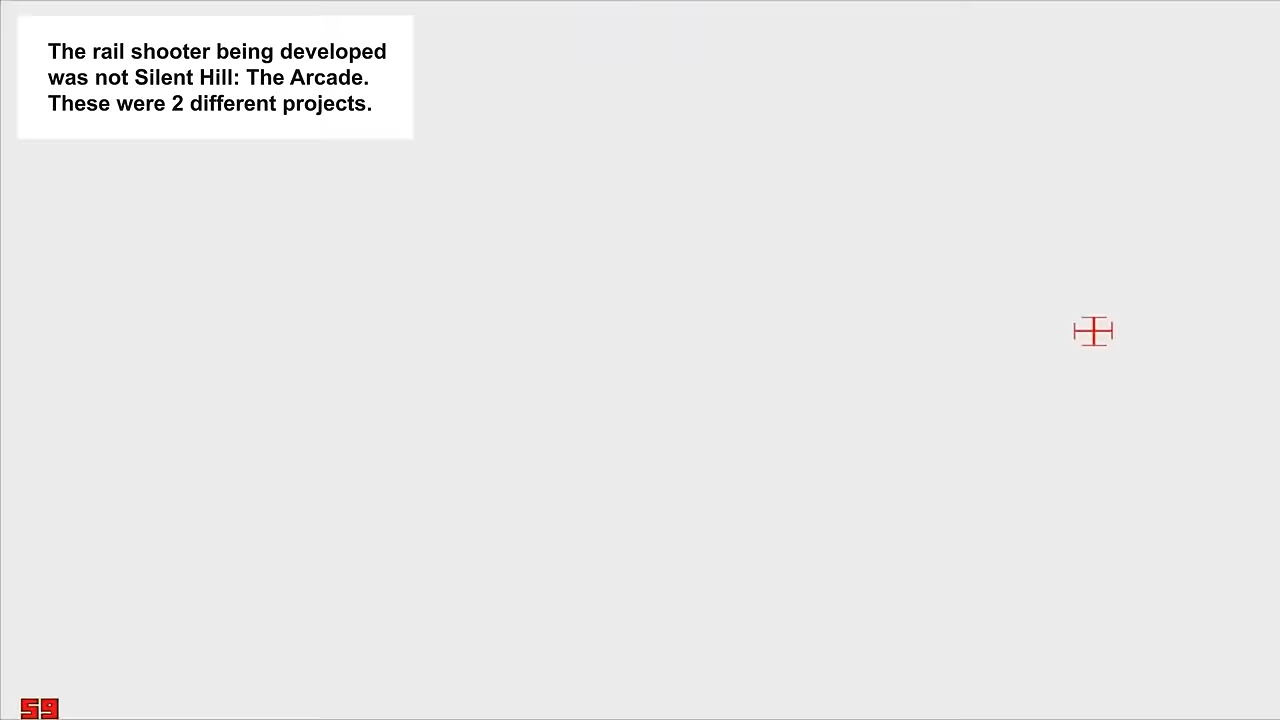 The rail shooter being developed
was not Silent Hill: The Arcade.
These were 2 different projects.
59